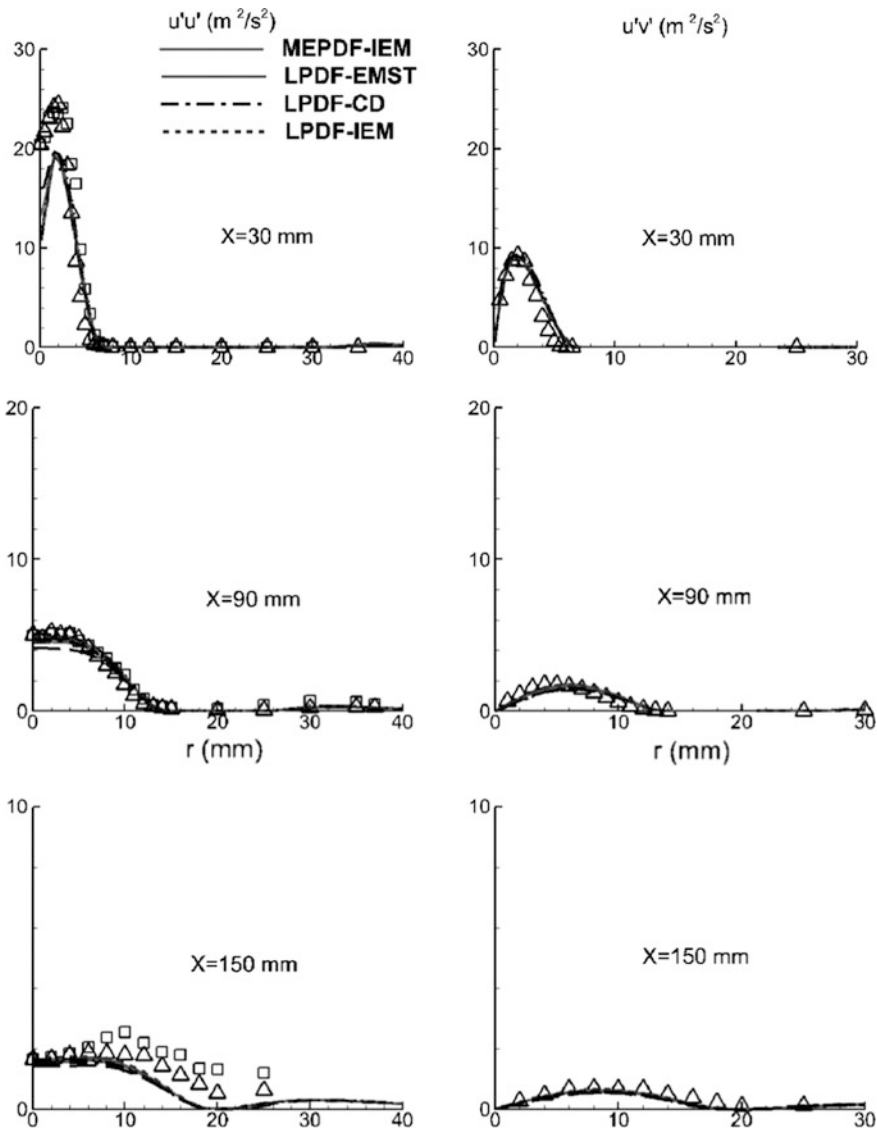 u'u' (m²/s²)
u'v' (m²/s²)
MEPDF-IEM
LPDF-EMST
LPDF-CD
LPDF-IEM
30
20
10
0
X=30 mm
0 10 20 30 40
30
20
10
0
X=30 mm
0 10 20 30
20
10
0
X=90 mm
0 10 20 30 40
r (mm)
20
10
0
X=90 mm
0 10 20 30
r (mm)
10
0
X=150 mm
0 10 20 30 40
10
0
X=150 mm
0 10 20 30